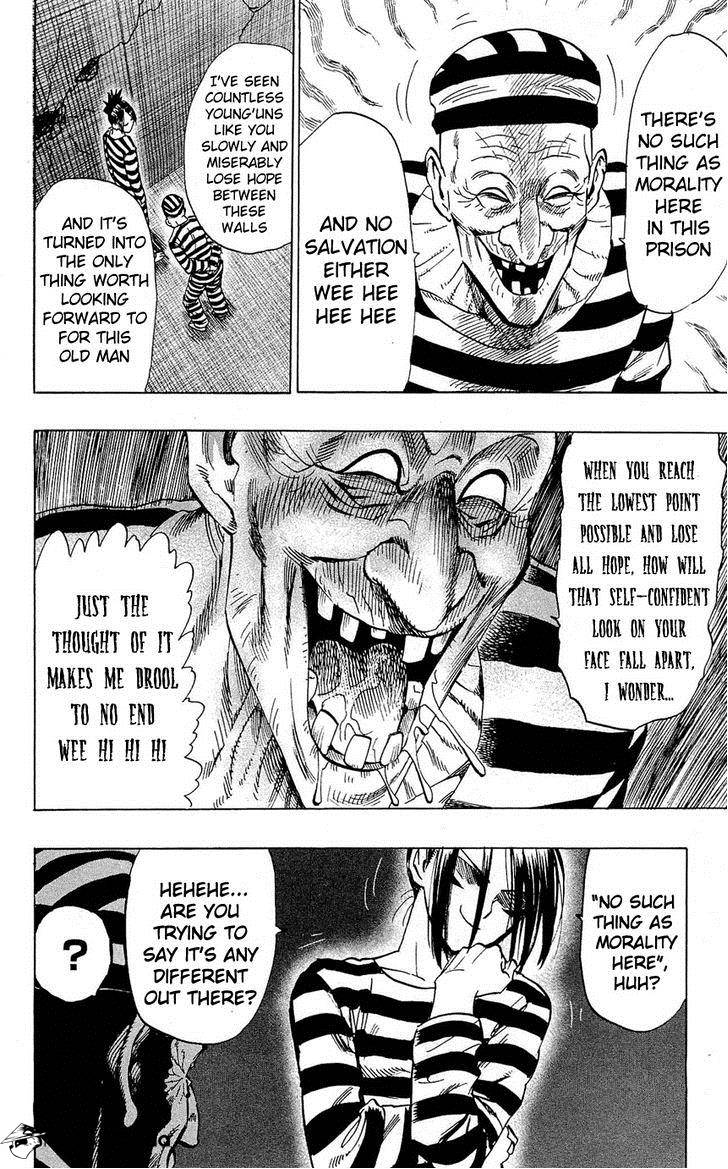 THERE'S
NO SUCH
THING AS
MORALITY
HERE
IN THIS
PRISON
AND NO
SALVATION
EITHER
WEE HEE
HEE HEE
I'VE SEEN
COUNTLESS
YOUNG'UNS
LIKE YOU
SLOWLY AND
MISERABLY
LOSE HOPE
BETWEEN
THESE
WALLS
AND IT'S
TURNED INTO
THE ONLY
THING WORTH
LOOKING
FORWARD TO
FOR THIS
OLD MAN
WHEN YOU REACH
THE LOWEST POINT
POSSIBLE AND LOSE
ALL HOPE, HOW WILL
THAT SELF-CONFIDENT
LOOK ON YOUR
FACE FALL APART,
I WONDER...
JUST THE
THOUGHT OF IT
MAKES ME DROOL
TO NO END
WEE HI HI HI
"NO SUCH
THING AS
MORALITY
HERE",
HUH?
HEHEHE...
ARE YOU
TRYING TO
SAY IT'S ANY
DIFFERENT
OUT THERE?
?